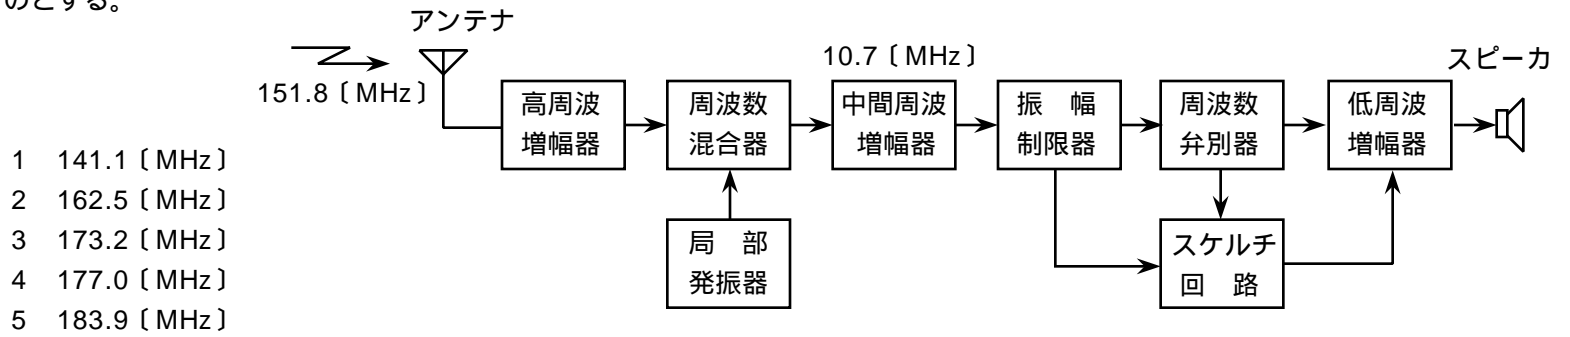 のとする。
アンテナ
151.8〔MHz〕
高周波
増幅器
周波数
混合器
10.7〔MHz〕
中間周波
増幅器
振　幅
制限器
周波数
弁別器
低周波
増幅器
スピーカ
局　部
発振器
スケルチ
回　路
1　141.1〔MHz〕
2　162.5〔MHz〕
3　173.2〔MHz〕
4　177.0〔MHz〕
5　183.9〔MHz〕